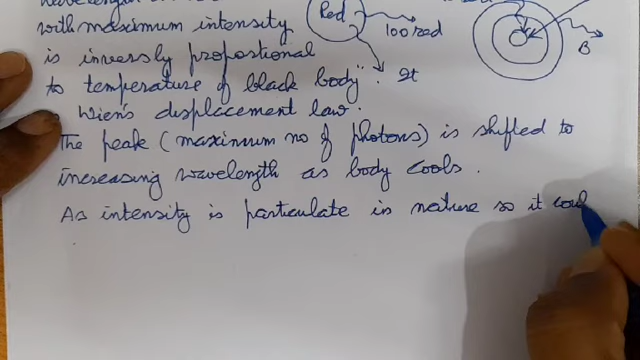 with maximum intensity
is inversly proportional
to temperature of black body".
Wien's displacement law.
The peak (maximum no of photons) is shifted to
increasing wavelength as body cools.
As intensity is particulate in nature so it coul
Red
100 red
B